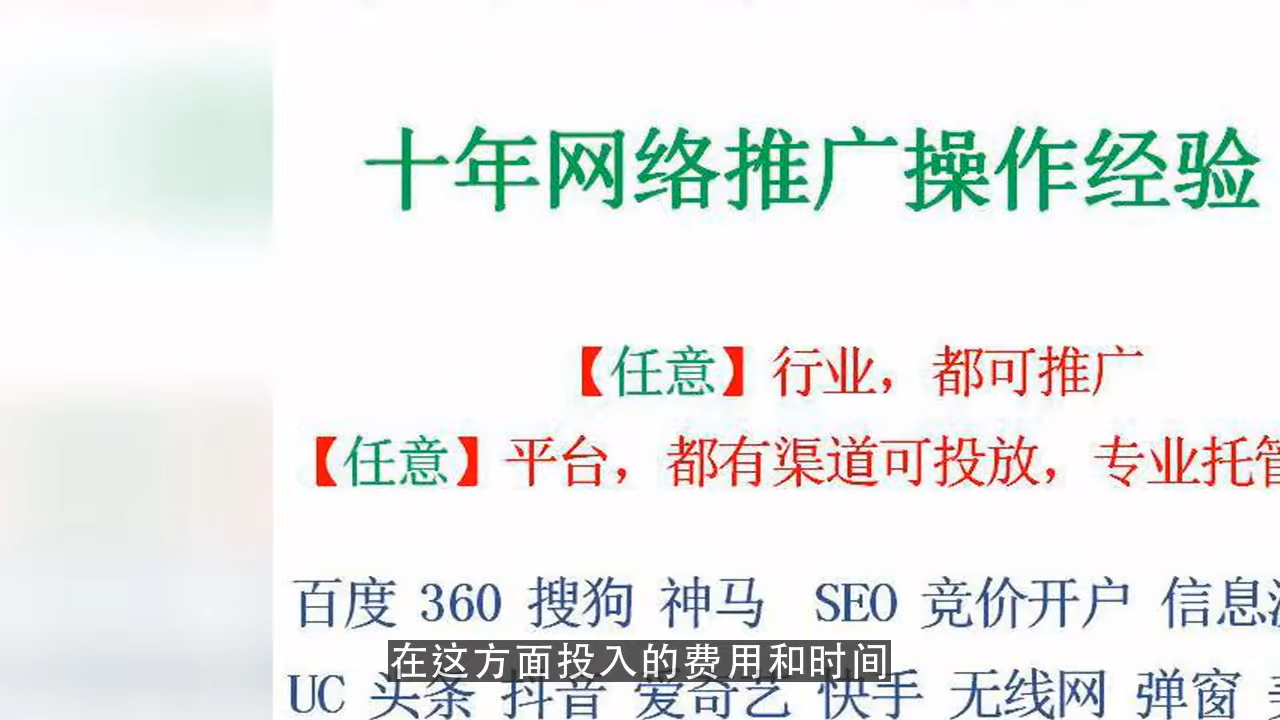 十年网络推广操作经验
【任意】行业，都可推广
【任意】平台，都有渠道可投放，专业托管
百度 360 搜狗 神马 SEO 竞价开户 信息流
在这方面投入的费用和时间
UC 头条 抖音 爱奇艺 快手 无线网 弹窗